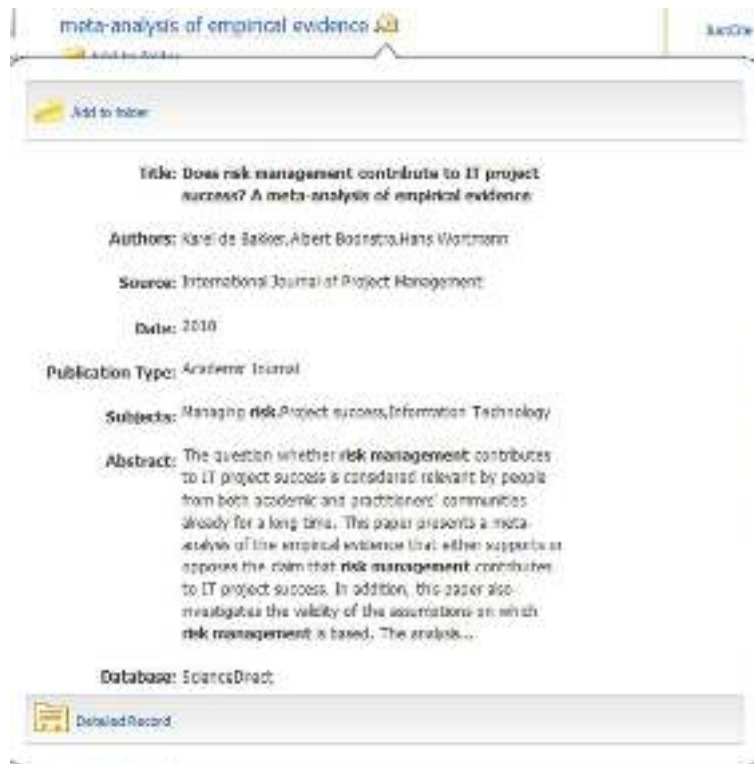 meta-analysis of empirical evidence
Add to folder
Title: Does risk management contribute to IT project
success? A meta-analysis of empirical evidence
Authors: Karel de Bakker,Albert Boonstra,Hans Wortmann
Source: International Journal of Project Management
Date: 2010
Publication Type: Academic Journal
Subjects: Managing risk,Project success,Information Technology
Abstract: The question whether risk management contributes
to IT project success is considered relevant by people
from both academic and practitioners' communities
already for a long time. This paper presents a meta-
analysis of the empirical evidence that either supports or
opposes the claim that risk management contributes
to IT project success. In addition, this paper also
investigates the validity of the assumptions on which
risk management is based. The analysis...
Database: ScienceDirect
Detailed Record